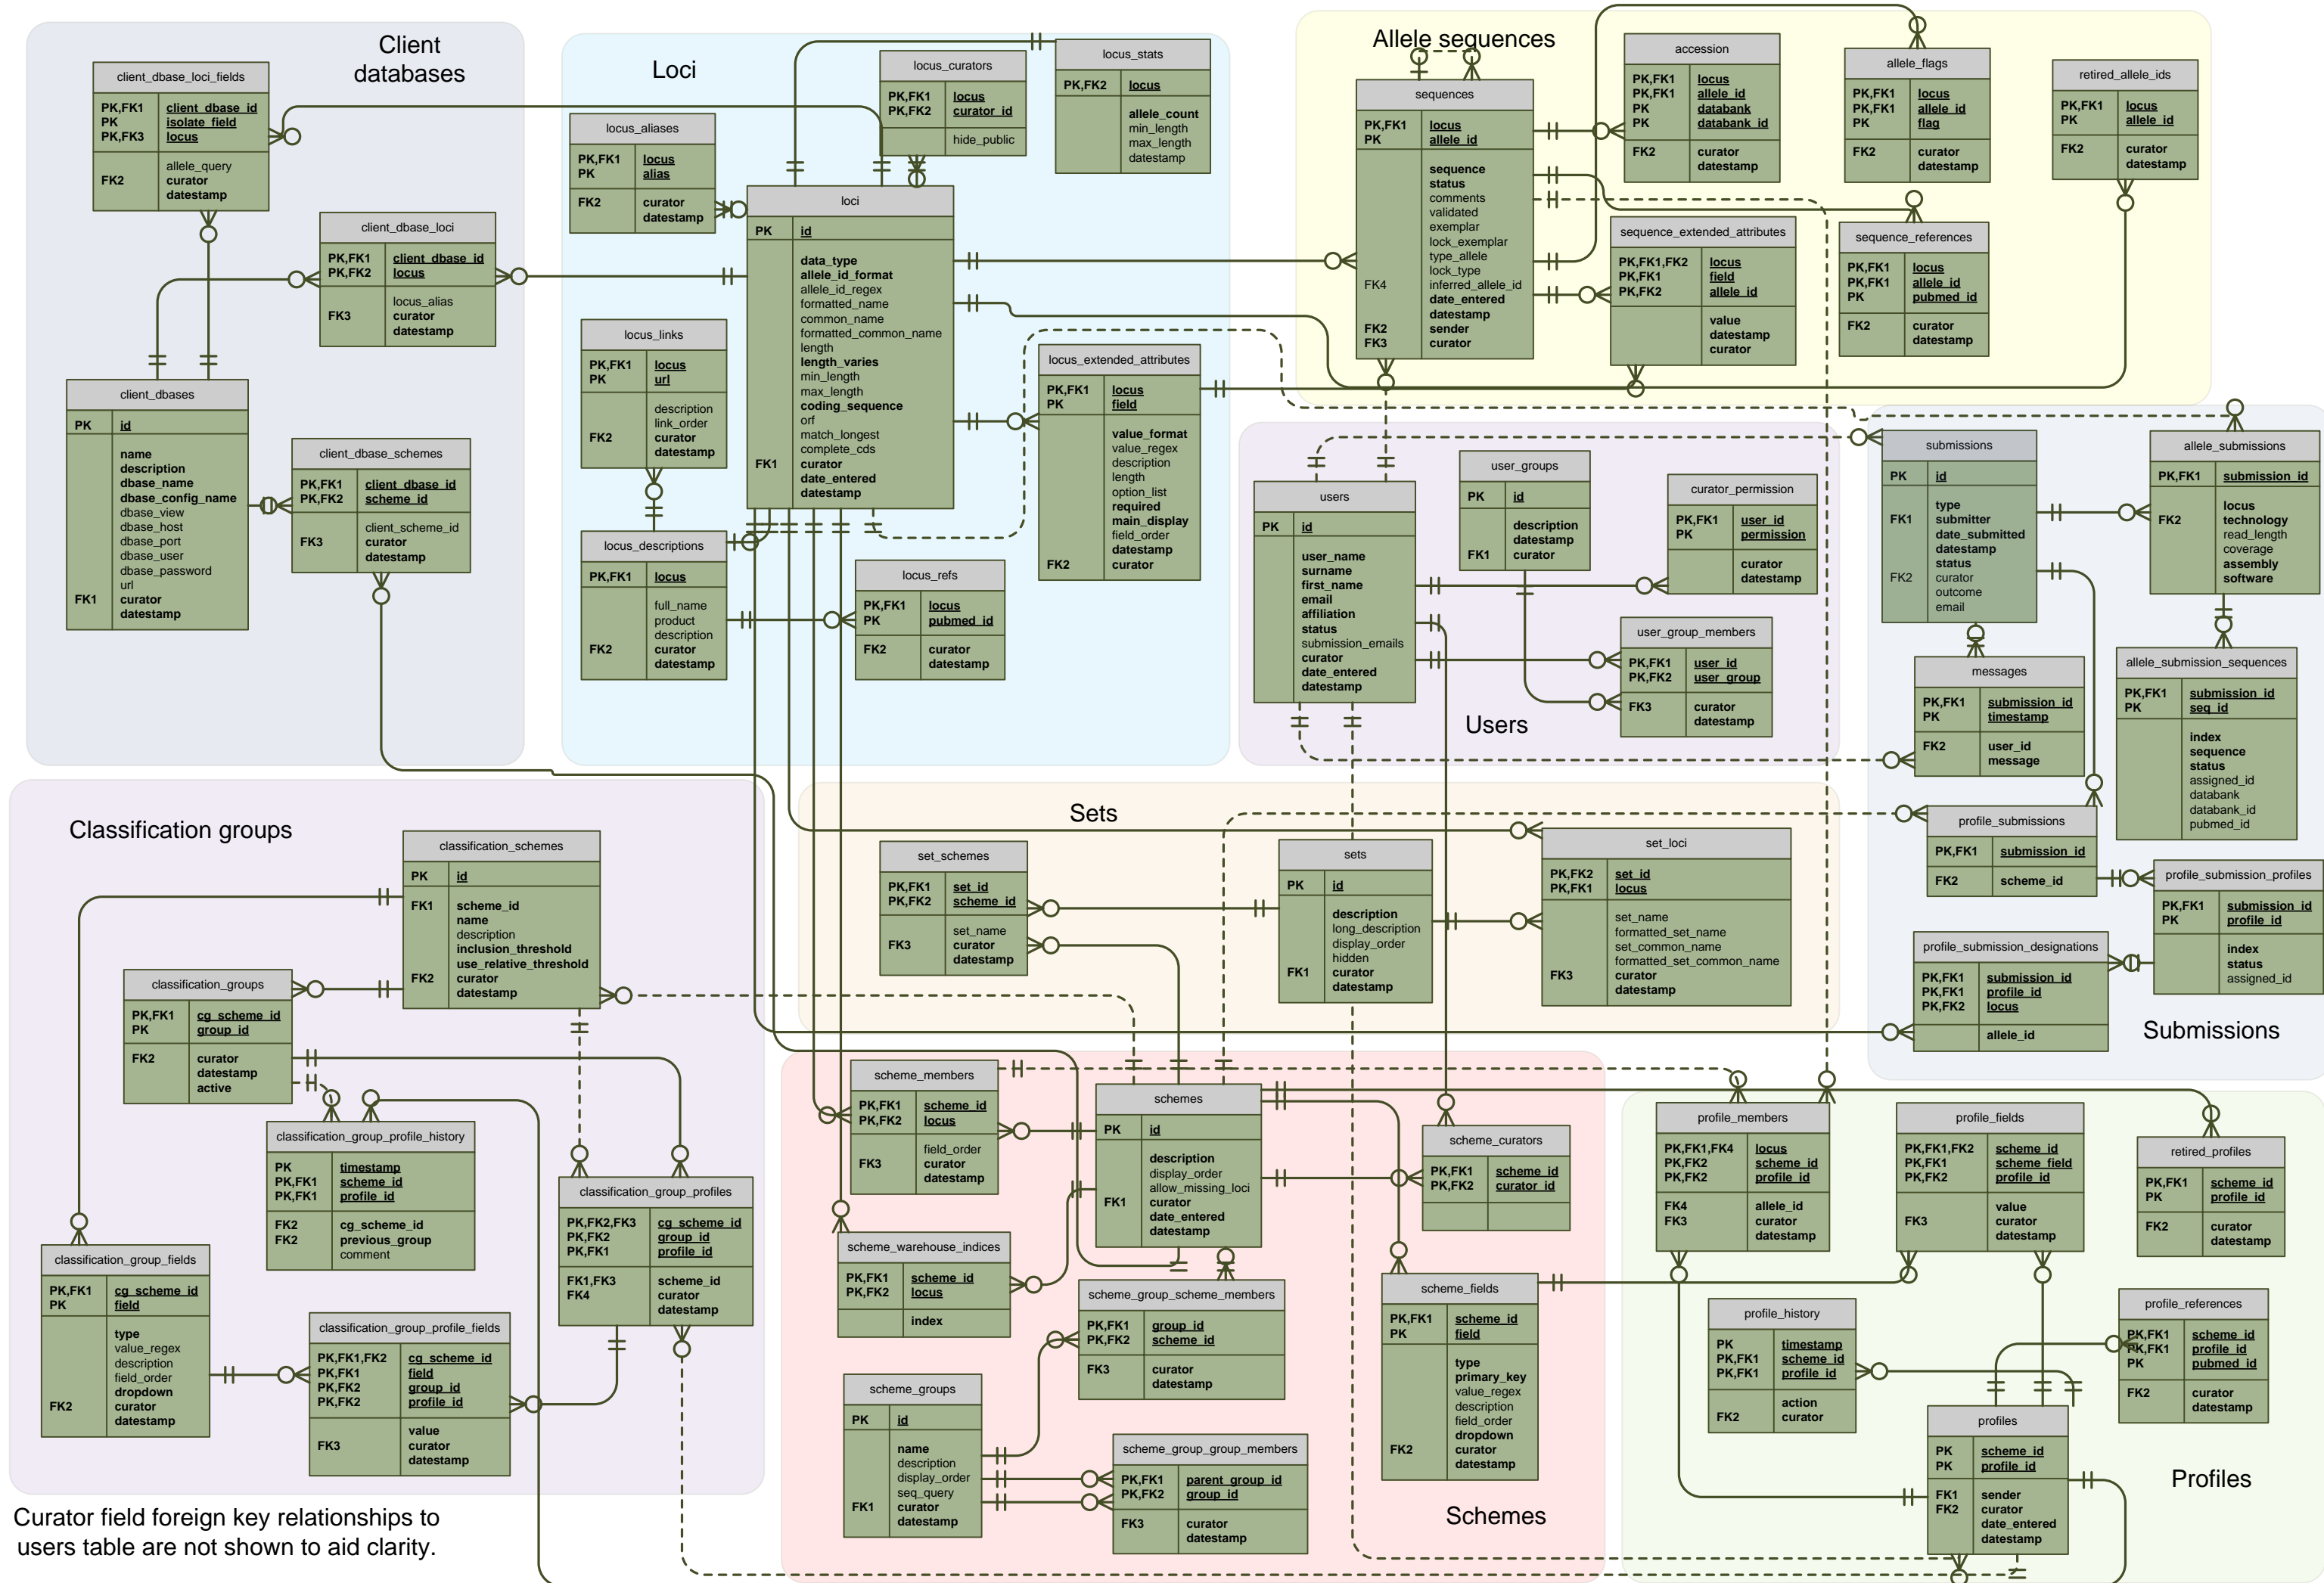 Client
databases
client_dbase_loci_fields
PK,FK1 client_dbase_id
PK isolate_field
PK,FK3 locus
allele_query
FK2 curator
datestamp
client_dbase_loci
PK,FK1 client_dbase_id
PK,FK2 locus
locus_alias
FK3 curator
datestamp
client_dbases
PK id
name
description
dbase_name
dbase_config_name
dbase_view
dbase_host
dbase_port
dbase_user
dbase_password
url
FK1 curator
datestamp
client_dbase_schemes
PK,FK1 client_dbase_id
PK,FK2 scheme_id
client_scheme_id
FK3 curator
datestamp
Loci
locus_aliases
PK,FK1 locus
PK alias
FK2 curator
datestamp
locus_curators
PK,FK1 locus
PK,FK2 curator_id
hide_public
locus_stats
PK,FK2 locus
allele_count
min_length
max_length
datestamp
loci
PK id
data_type
allele_id_format
allele_id_regex
formatted_name
common_name
formatted_common_name
length
length_varies
min_length
max_length
coding_sequence
orf
match_longest
complete_cds
FK1 curator
date_entered
datestamp
locus_links
PK,FK1 locus
PK url
description
link_order
FK2 curator
datestamp
locus_extended_attributes
PK,FK1 locus
PK field
value_format
value_regex
description
length
option_list
required
main_display
field_order
datestamp
FK2 curator
locus_descriptions
PK,FK1 locus
full_name
product
description
FK2 curator
datestamp
locus_refs
PK,FK1 locus
PK pubmed_id
FK2 curator
datestamp
Allele sequences
sequences
PK,FK1 locus
PK allele_id
sequence
status
comments
validated
exemplar
lock_exemplar
type_allele
lock_type
FK4 inferred_allele_id
date_entered
datestamp
FK2 sender
FK3 curator
accession
PK,FK1 locus
PK,FK1 allele_id
PK databank
PK databank_id
FK2 curator
datestamp
allele_flags
PK,FK1 locus
PK,FK1 allele_id
PK flag
FK2 curator
datestamp
retired_allele_ids
PK,FK1 locus
PK allele_id
FK2 curator
datestamp
sequence_extended_attributes
PK,FK1,FK2 locus
PK,FK1 field
PK,FK2 allele_id
value
datestamp
curator
sequence_references
PK,FK1 locus
PK,FK1 allele_id
PK pubmed_id
FK2 curator
datestamp
users
PK id
user_name
surname
first_name
email
affiliation
status
submission_emails
curator
date_entered
datestamp
user_groups
PK id
description
datestamp
FK1 curator
curator_permission
PK,FK1 user_id
PK permission
curator
datestamp
user_group_members
PK,FK1 user_id
PK,FK2 user_group
FK3 curator
datestamp
Users
submissions
PK id
type
FK1 submitter
date_submitted
datestamp
status
FK2 curator
outcome
email
allele_submissions
PK,FK1 submission_id
FK2 locus
technology
read_length
coverage
assembly
software
messages
PK,FK1 submission_id
PK timestamp
FK2 user_id
message
allele_submission_sequences
PK,FK1 submission_id
PK seq_id
index
sequence
status
assigned_id
databank
databank_id
pubmed_id
profile_submissions
PK,FK1 submission_id
FK2 scheme_id
profile_submission_profiles
PK,FK1 submission_id
PK profile_id
index
status
assigned_id
profile_submission_designations
PK,FK1 submission_id
PK,FK1 profile_id
PK,FK2 locus
allele_id
Submissions
Sets
set_schemes
PK,FK1 set_id
PK,FK2 scheme_id
set_name
FK3 curator
datestamp
sets
PK id
description
long_description
display_order
hidden
FK1 curator
datestamp
set_loci
PK,FK2 set_id
PK,FK1 locus
set_name
formatted_set_name
set_common_name
formatted_set_common_name
FK3 curator
datestamp
Classification groups
classification_schemes
PK id
FK1 scheme_id
name
description
inclusion_threshold
use_relative_threshold
FK2 curator
datestamp
classification_groups
PK,FK1 cg_scheme_id
PK group_id
FK2 curator
datestamp
active
classification_group_profile_history
PK timestamp
PK,FK1 scheme_id
PK,FK1 profile_id
FK2 cg_scheme_id
FK2 previous_group
comment
classification_group_profiles
PK,FK2,FK3 cg_scheme_id
PK,FK2 group_id
PK,FK1 profile_id
FK1,FK3 scheme_id
FK4 curator
datestamp
classification_group_fields
PK,FK1 cg_scheme_id
PK field
type
value_regex
description
field_order
dropdown
FK2 curator
datestamp
classification_group_profile_fields
PK,FK1,FK2 cg_scheme_id
PK,FK1 field
PK,FK2 group_id
PK,FK2 profile_id
value
FK3 curator
datestamp
scheme_members
PK,FK1 scheme_id
PK,FK2 locus
field_order
FK3 curator
datestamp
schemes
PK id
description
display_order
allow_missing_loci
FK1 curator
date_entered
datestamp
scheme_curators
PK,FK1 scheme_id
PK,FK2 curator_id
scheme_warehouse_indices
PK,FK1 scheme_id
PK,FK2 locus
index
scheme_group_scheme_members
PK,FK1 group_id
PK,FK2 scheme_id
FK3 curator
datestamp
scheme_fields
PK,FK1 scheme_id
PK field
type
primary_key
value_regex
description
field_order
dropdown
FK2 curator
datestamp
scheme_groups
PK id
name
description
display_order
seq_query
FK1 curator
datestamp
scheme_group_group_members
PK,FK1 parent_group_id
PK,FK2 group_id
FK3 curator
datestamp
Schemes
profile_members
PK,FK1,FK4 locus
PK,FK2 scheme_id
PK,FK2 profile_id
FK4 allele_id
FK3 curator
datestamp
profile_fields
PK,FK1,FK2 scheme_id
PK,FK1 scheme_field
PK,FK2 profile_id
value
FK3 curator
datestamp
retired_profiles
PK,FK1 scheme_id
PK profile_id
FK2 curator
datestamp
profile_history
PK timestamp
PK,FK1 scheme_id
PK,FK1 profile_id
action
FK2 curator
profile_references
PK,FK1 scheme_id
PK,FK1 profile_id
PK pubmed_id
FK2 curator
datestamp
profiles
PK scheme_id
PK profile_id
FK1 sender
FK2 curator
date_entered
datestamp
Profiles
Curator field foreign key relationships to
users table are not shown to aid clarity.